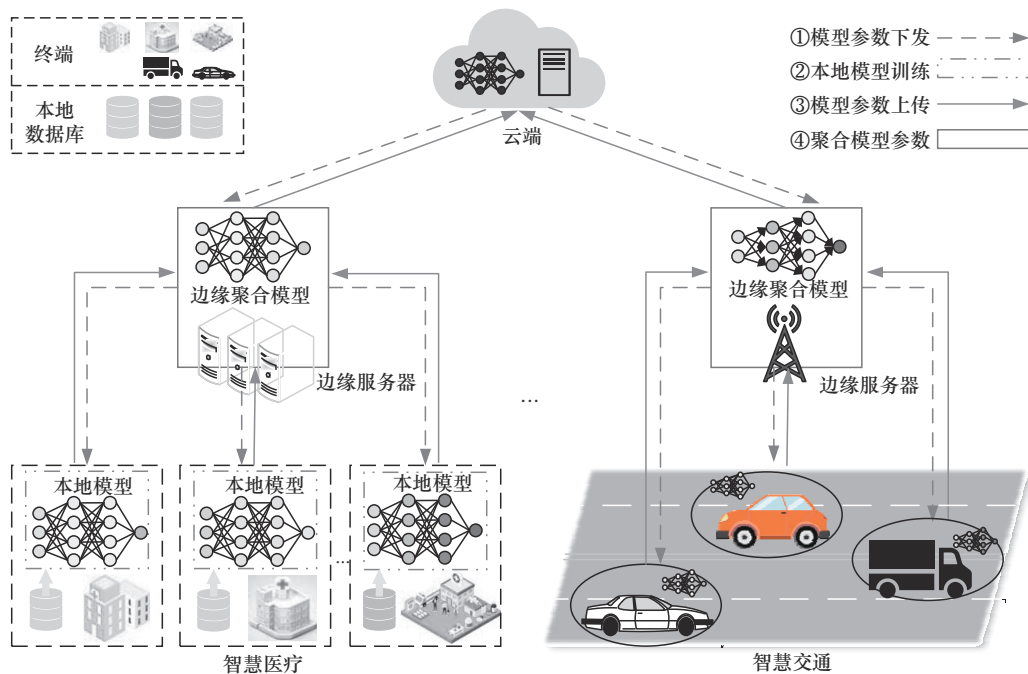 终端
本地
数据库
云端
①模型参数下发
②本地模型训练
③模型参数上传
④聚合模型参数
边缘聚合模型
边缘服务器
...
边缘聚合模型
边缘服务器
本地模型
本地模型
...
本地模型
智慧医疗
智慧交通